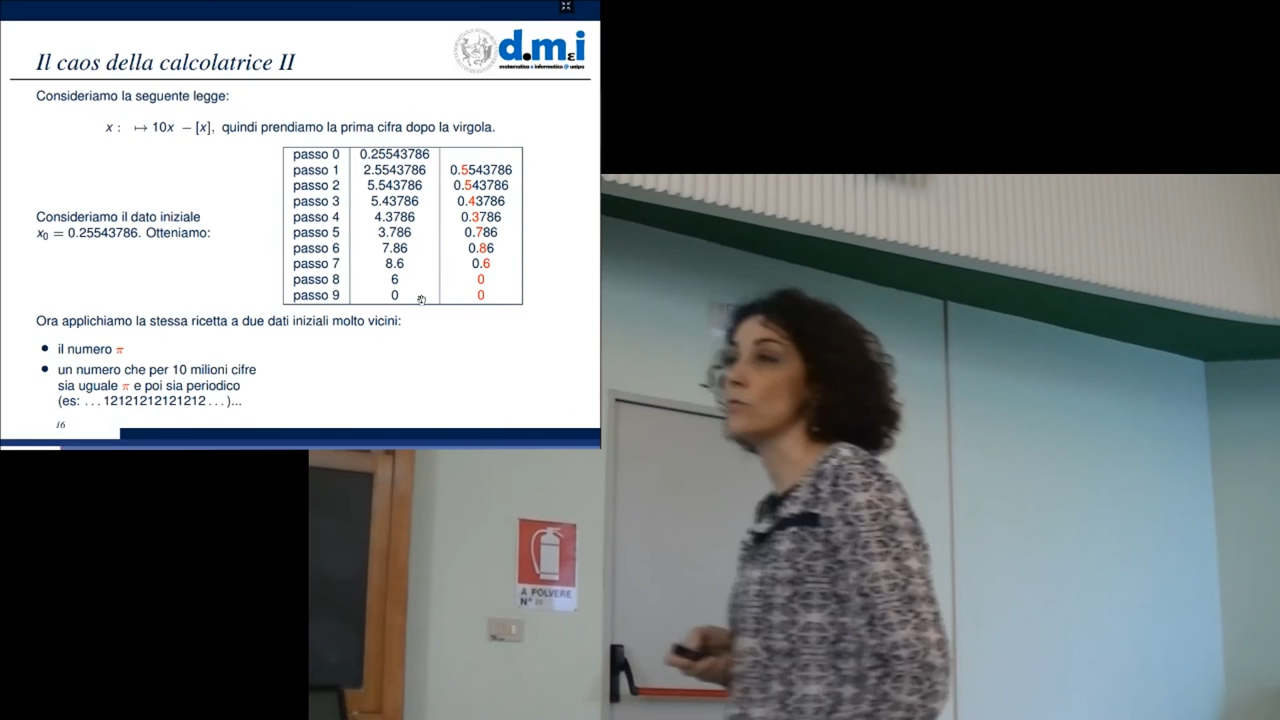 Il caos della calcolatrice II
d.mεi
matematica e informatica @ unipa
Consideriamo la seguente legge:
x : ↦ 10x − [x], quindi prendiamo la prima cifra dopo la virgola.
Consideriamo il dato iniziale
x₀ = 0.25543786. Otteniamo:
passo 0 0.25543786
passo 1 2.5543786 0.5543786
passo 2 5.543786 0.543786
passo 3 5.43786 0.43786
passo 4 4.3786 0.3786
passo 5 3.786 0.786
passo 6 7.86 0.86
passo 7 8.6 0.6
passo 8 6 0
passo 9 0 0
Ora applichiamo la stessa ricetta a due dati iniziali molto vicini:
• il numero π
• un numero che per 10 milioni cifre
sia uguale π e poi sia periodico
(es: . . . 12121212121212 . . . )...
16
A POLVERE
N°